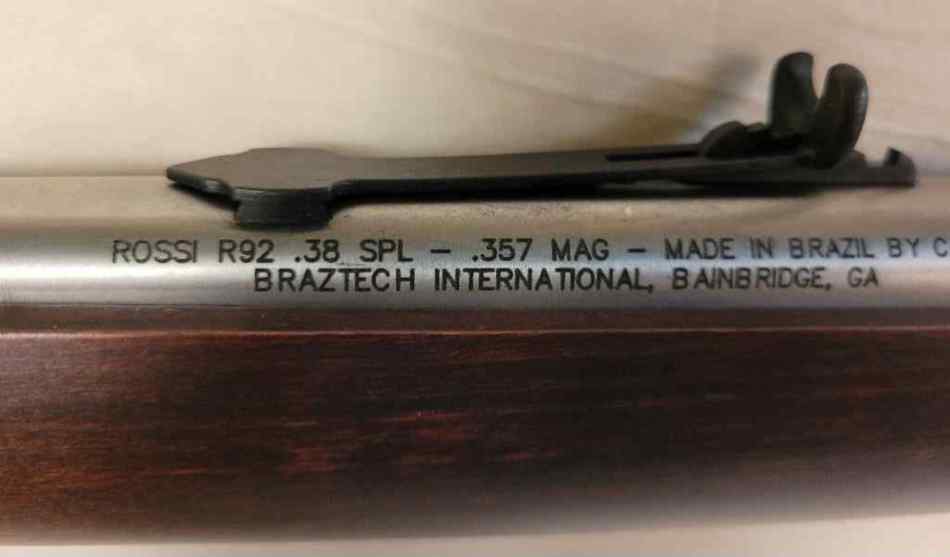 ROSSI R92 .38 SPL - .357 MAG - MADE IN BRAZIL BY C
BRAZTECH INTERNATIONAL, BAINBRIDGE, GA